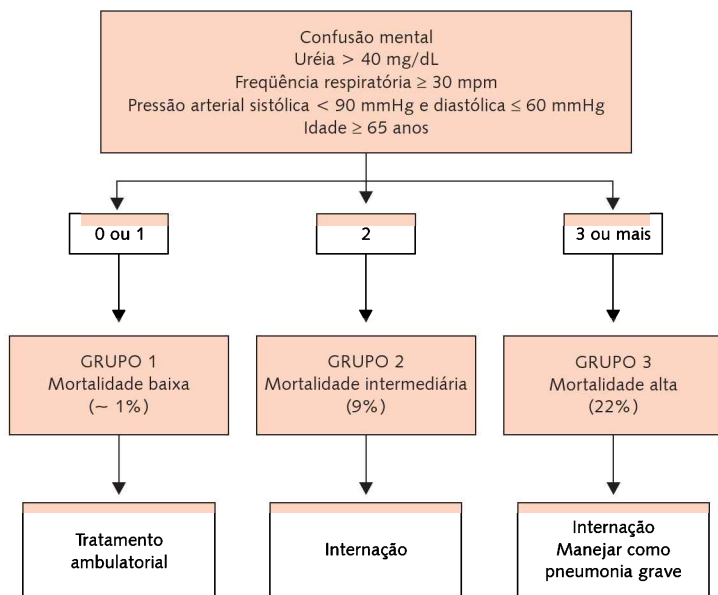 Confusão mental
Uréia > 40 mg/dL
Freqüência respiratória ≥ 30 mpm
Pressão arterial sistólica < 90 mmHg e diastólica ≤ 60 mmHg
Idade ≥ 65 anos
0 ou 1
2
3 ou mais
GRUPO 1
Mortalidade baixa
(~ 1%)
GRUPO 2
Mortalidade intermediária
(9%)
GRUPO 3
Mortalidade alta
(22%)
Tratamento
ambulatorial
Internação
Internação
Manejar como
pneumonia grave